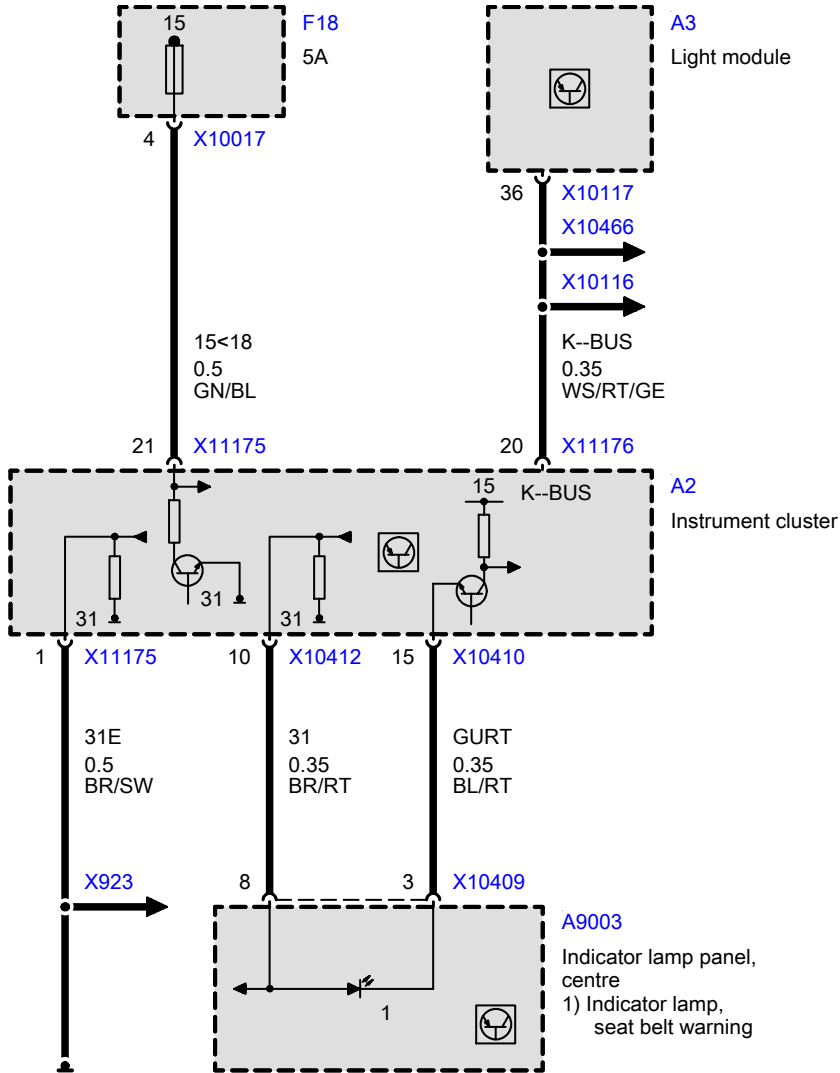 15
F18
5A
4 X10017
A3
Light module
36 X10117
X10466
X10116
15<18
0.5
GN/BL
K--BUS
0.35
WS/RT/GE
21 X11175
20 X11176
15 K--BUS
A2
Instrument cluster
31
31
31
1 X11175
10 X10412
15 X10410
31E
0.5
BR/SW
31
0.35
BR/RT
GURT
0.35
BL/RT
X923
8
3 X10409
1
A9003
Indicator lamp panel,
centre
1) Indicator lamp,
seat belt warning